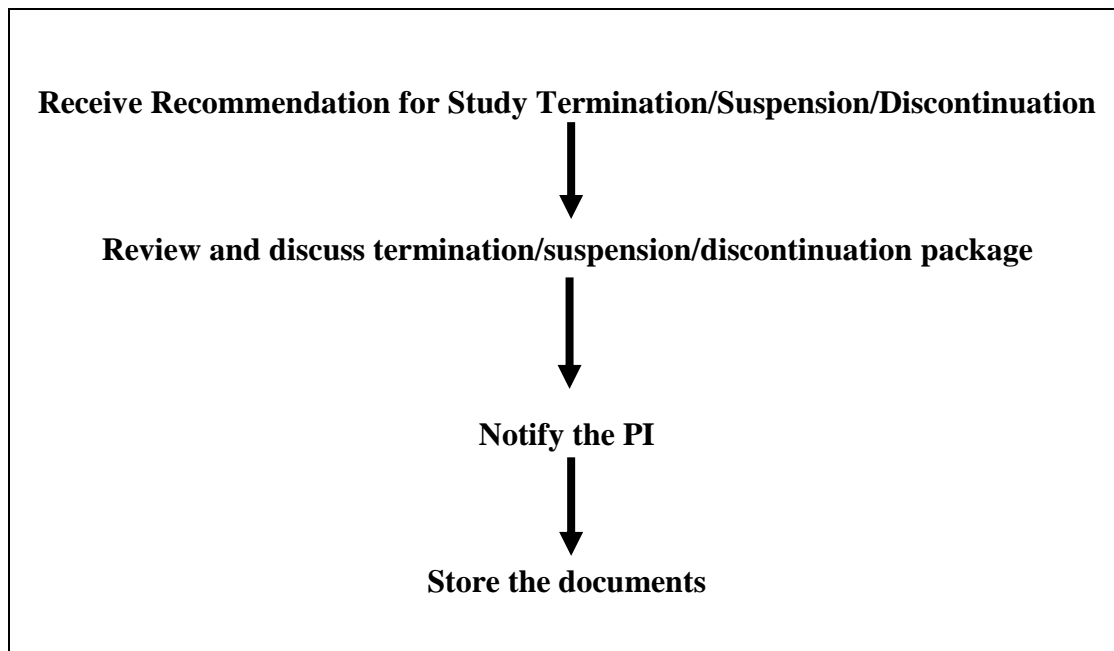 Receive Recommendation for Study Termination/Suspension/Discontinuation
Review and discuss termination/suspension/discontinuation package
Notify the PI
Store the documents